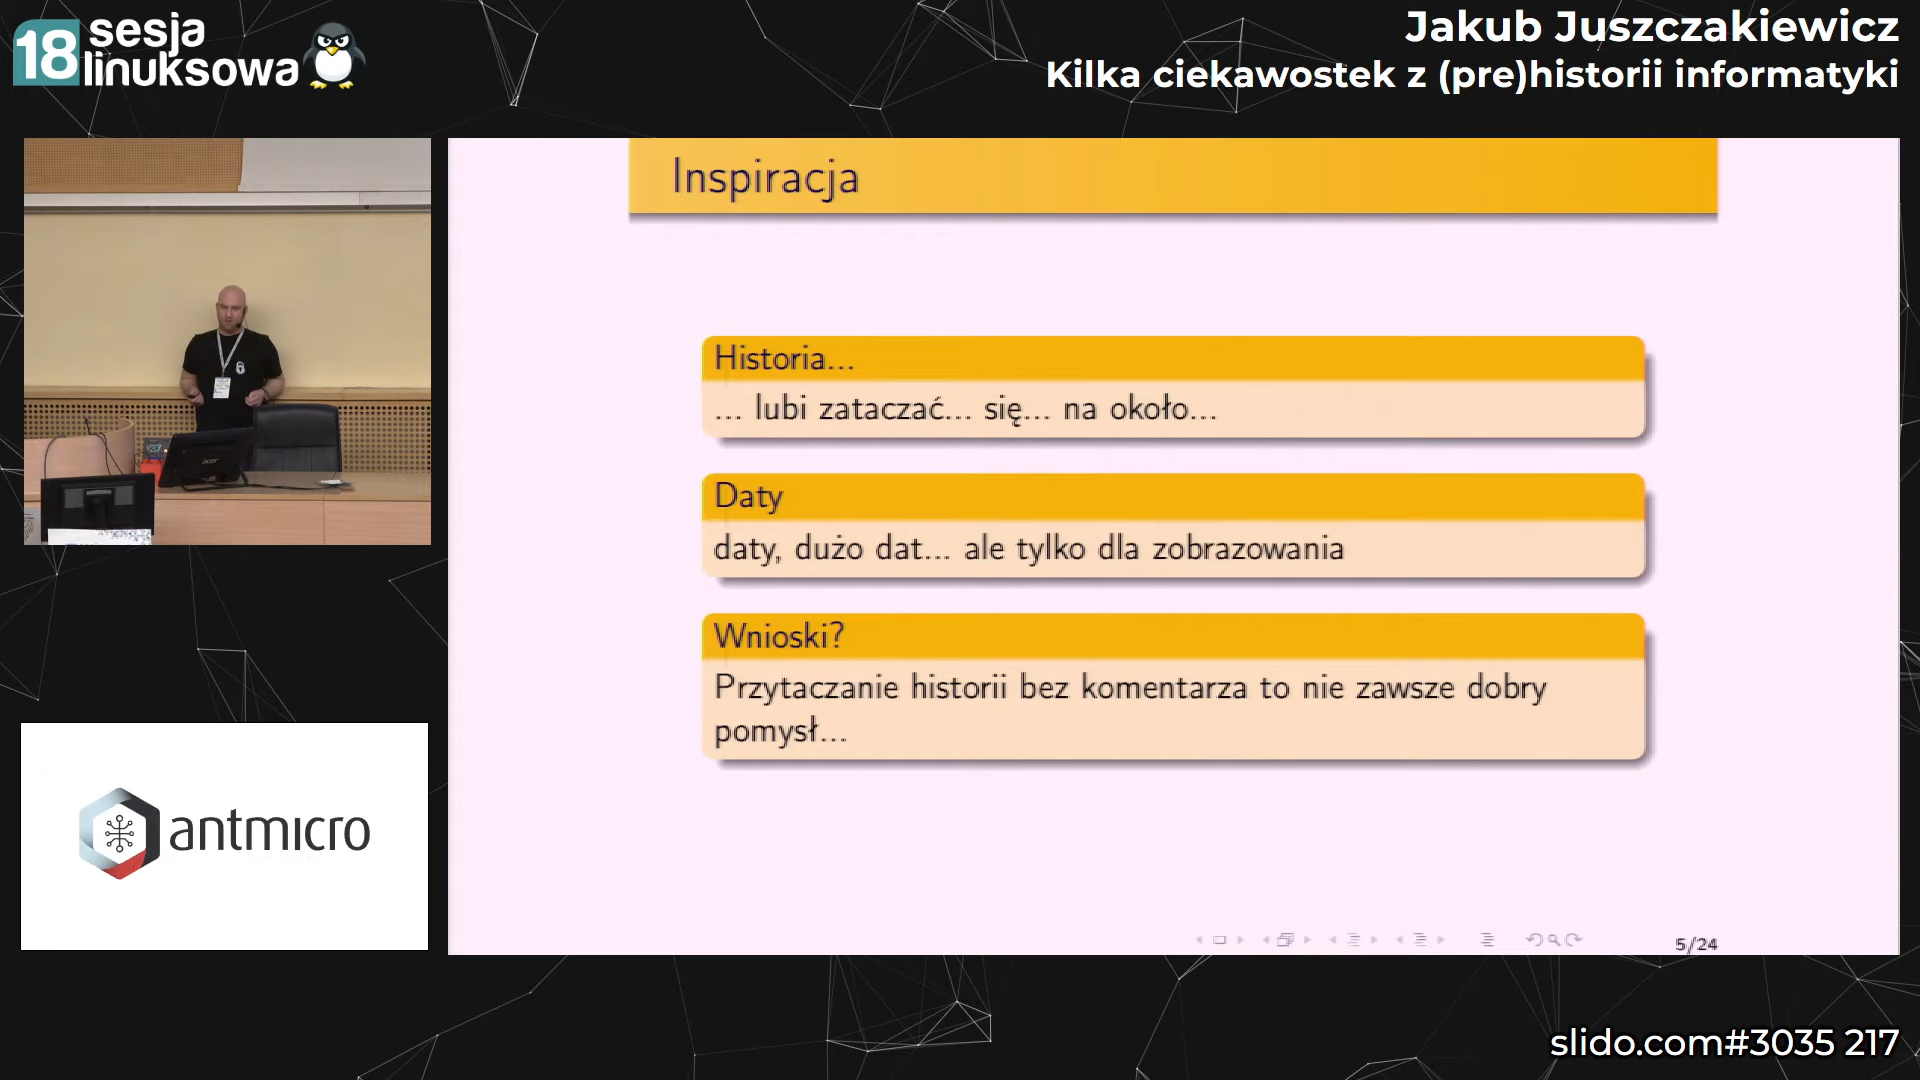 18 sesja
linuksowa
Jakub Juszczakiewicz
Kilka ciekawostek z (pre)historii informatyki
Inspiracja
Historia...
... lubi zataczać... się... na około...
Daty
daty, dużo dat... ale tylko dla zobrazowania
Wnioski?
Przytaczanie historii bez komentarza to nie zawsze dobry
pomysł...
5/24
acer
antmicro
slido.com#3035 217